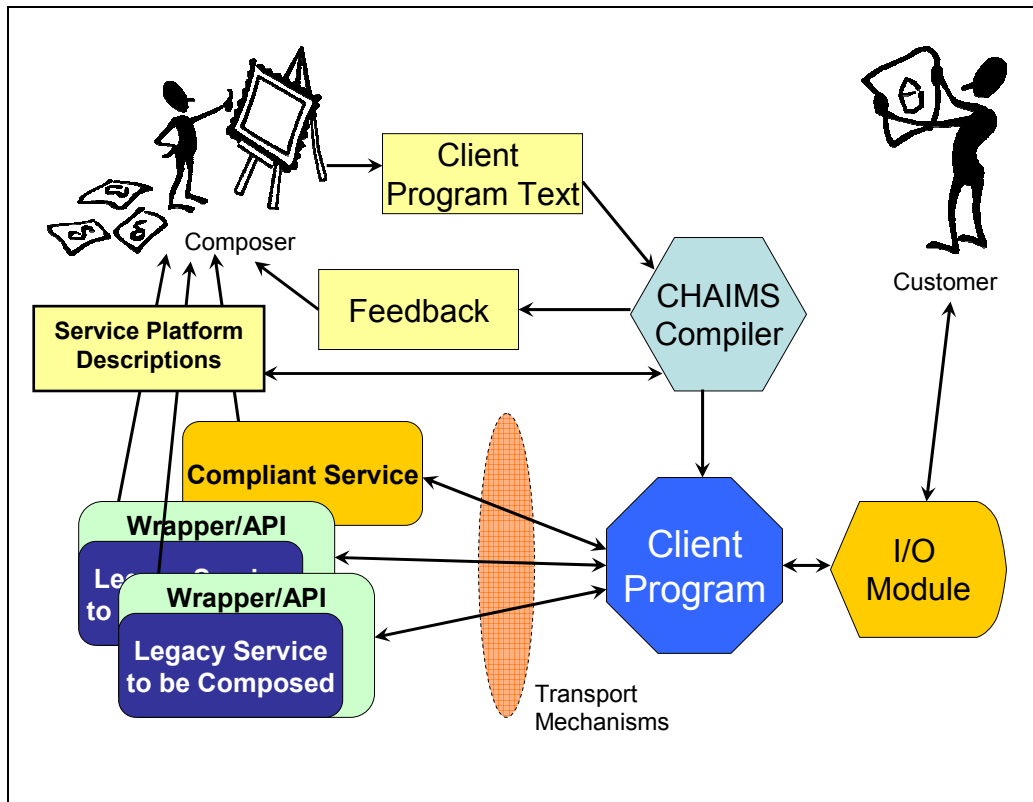 Client
Program Text
Composer
Customer
Feedback
CHAIMS
Compiler
Service Platform
Descriptions
Compliant Service
Wrapper/API
Wrapper/API
Legacy Service
to be Composed
Client
Program
I/O
Module
Transport
Mechanisms